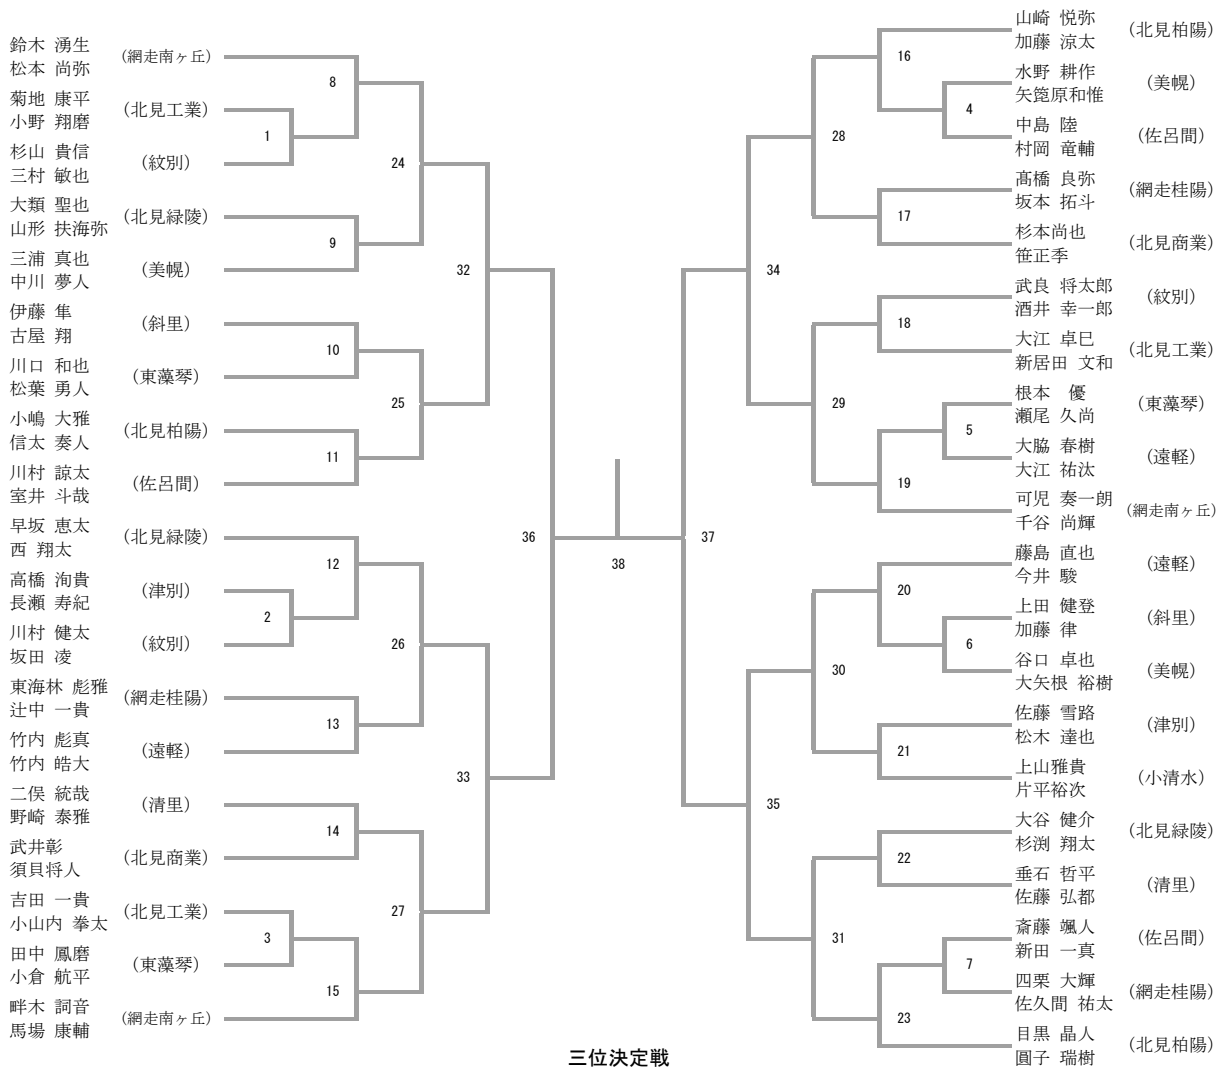 鈴木 湧生
松本 尚弥
(網走南ヶ丘)
菊地 康平
小野 翔磨
(北見工業)
杉山 貴信
三村 敏也
(紋別)
大類 聖也
山形 扶海弥
(北見緑陵)
三浦 真也
中川 夢人
(美幌)
伊藤 隼
古屋 翔
(斜里)
川口 和也
松葉 勇人
(東藻琴)
小嶋 大雅
信太 奏人
(北見柏陽)
川村 諒太
室井 斗哉
(佐呂間)
早坂 恵太
西 翔太
(北見緑陵)
高橋 洵貴
長瀬 寿紀
(津別)
川村 健太
坂田 凌
(紋別)
東海林 彪雅
辻中 一貴
(網走桂陽)
竹内 彪真
竹内 皓大
(遠軽)
二俣 統哉
野崎 泰雅
(清里)
武井彰
須貝将人
(北見商業)
吉田 一貴
小山内 拳太
(北見工業)
田中 鳳磨
小倉 航平
(東藻琴)
畔木 詞音
馬場 康輔
(網走南ヶ丘)
1
2
3
8
9
10
11
12
13
14
15
24
25
26
27
32
33
36
38
37
34
35
28
29
30
31
16
17
18
19
20
21
22
23
4
5
6
7
山崎 悦弥
加藤 涼太
(北見柏陽)
水野 耕作
矢箆原和惟
(美幌)
中島 陸
村岡 竜輔
(佐呂間)
髙橋 良弥
坂本 拓斗
(網走桂陽)
杉本尚也
笹正季
(北見商業)
武良 将太郎
酒井 幸一郎
(紋別)
大江 卓巳
新居田 文和
(北見工業)
根本 優
瀬尾 久尚
(東藻琴)
大脇 春樹
大江 祐汰
(遠軽)
可児 奏一朗
千谷 尚輝
(網走南ヶ丘)
藤島 直也
今井 駿
(遠軽)
上田 健登
加藤 律
(斜里)
谷口 卓也
大矢根 裕樹
(美幌)
佐藤 雪路
松木 達也
(津別)
上山雅貴
片平裕次
(小清水)
大谷 健介
杉渕 翔太
(北見緑陵)
垂石 哲平
佐藤 弘都
(清里)
斎藤 颯人
新田 一真
(佐呂間)
四栗 大輝
佐久間 祐太
(網走桂陽)
目黒 晶人
圓子 瑞樹
(北見柏陽)
三位決定戦